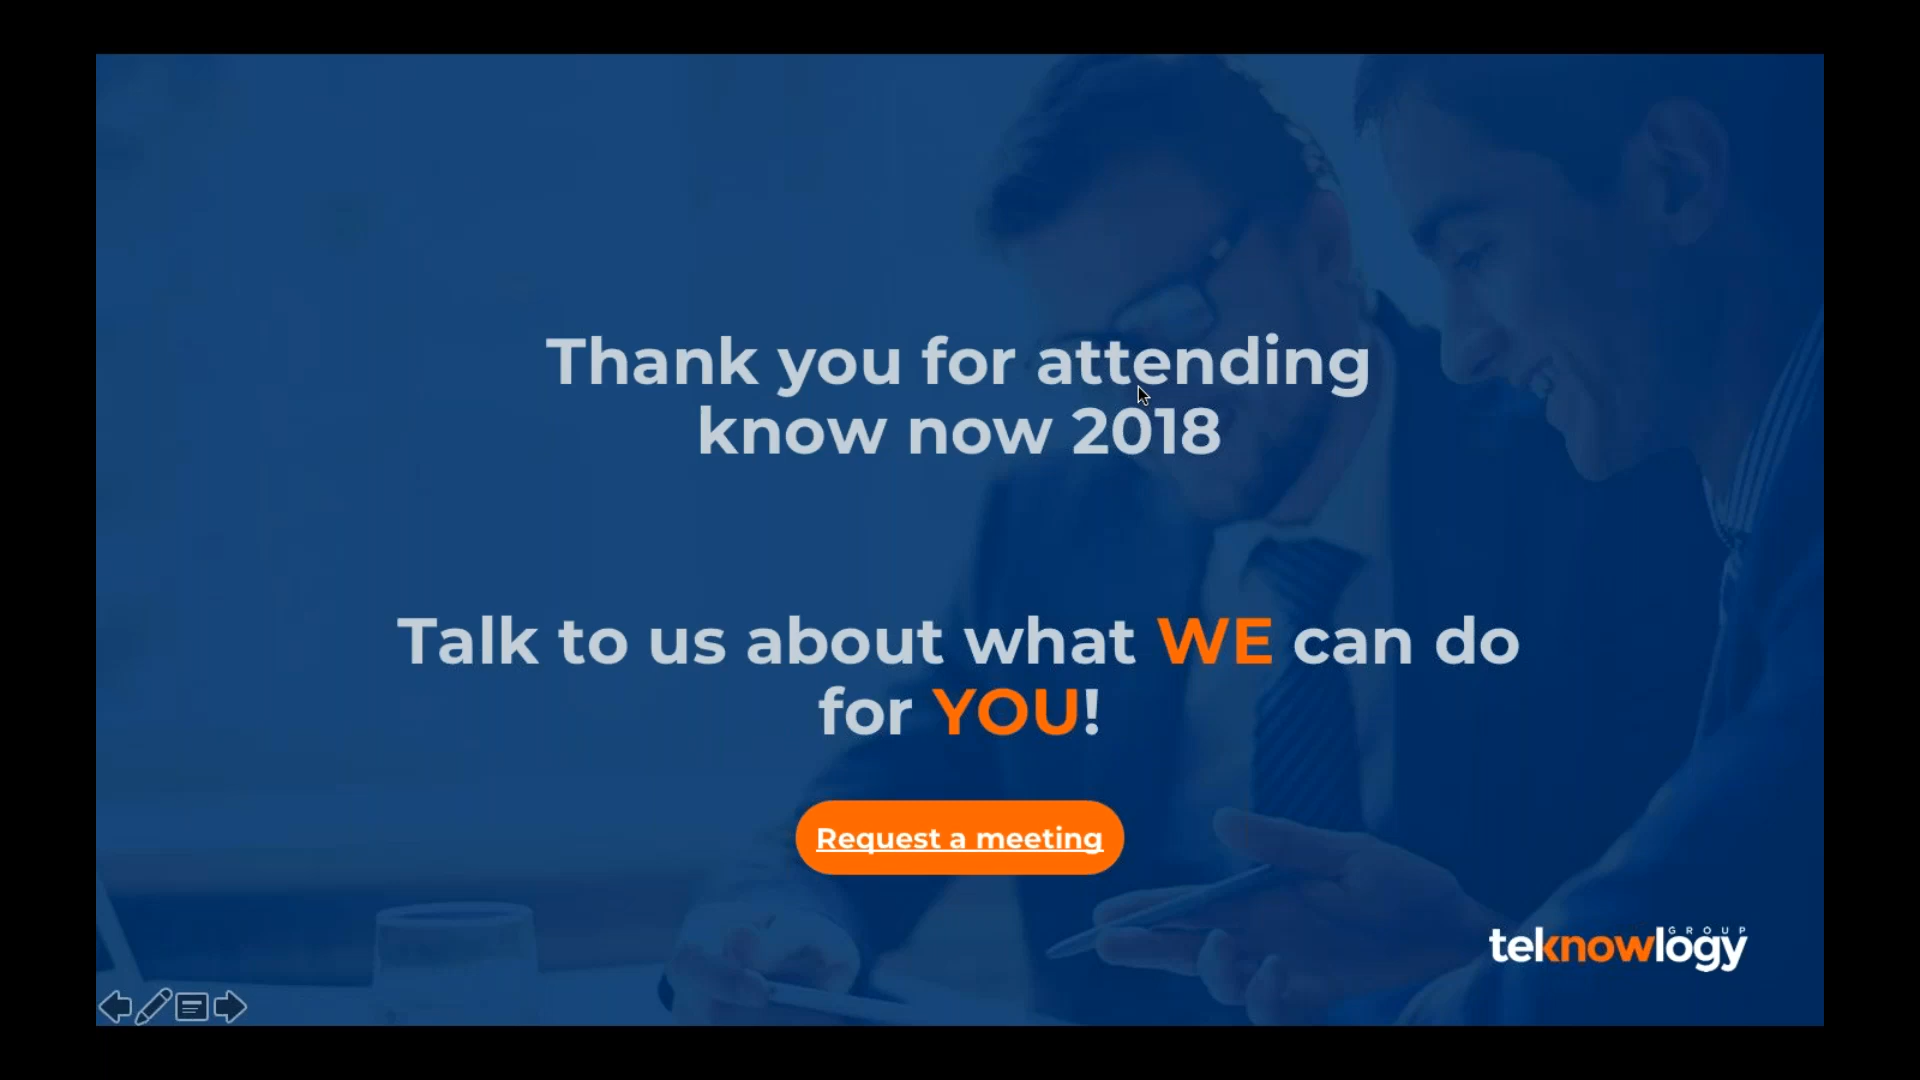 Thank you for attending
know now 2018
Talk to us about what WE can do
for YOU!
Request a meeting
teknowlogy
GROUP